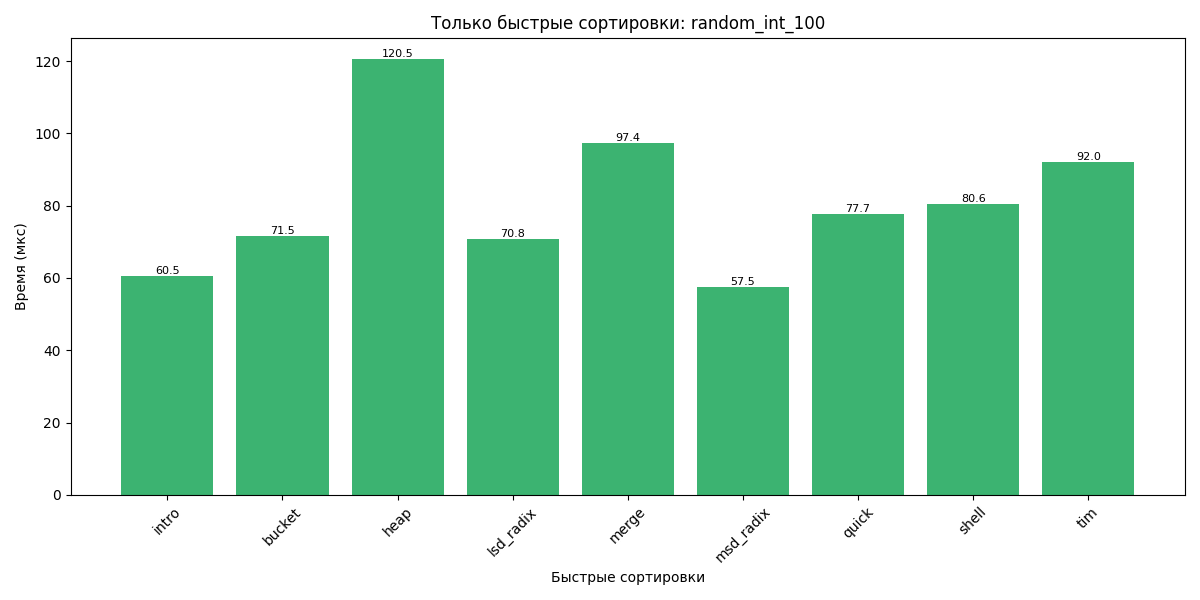 Только быстрые сортировки: random_int_100
Время (мкс)
120
100
80
60
40
20
0
60.5
71.5
120.5
70.8
97.4
57.5
77.7
80.6
92.0
intro
bucket
heap
lsd_radix
merge
msd_radix
quick
shell
tim
Быстрые сортировки